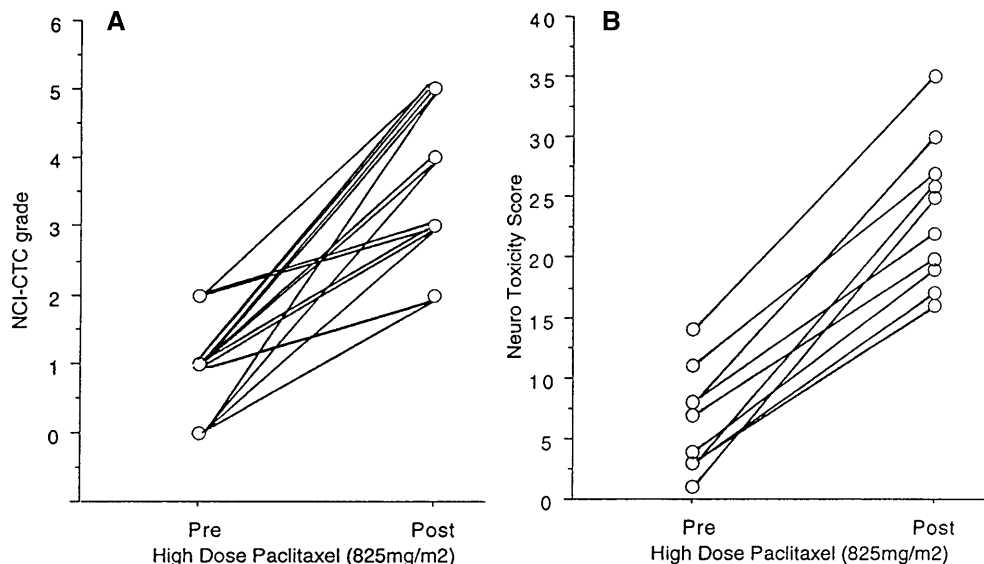 A
6
5
4
3
2
1
0
NCI-CTC grade
Pre Post
High Dose Paclitaxel (825mg/m2)
B
40
35
30
25
20
15
10
5
0
Neuro Toxicity Score
Pre Post
High Dose Paclitaxel (825mg/m2)